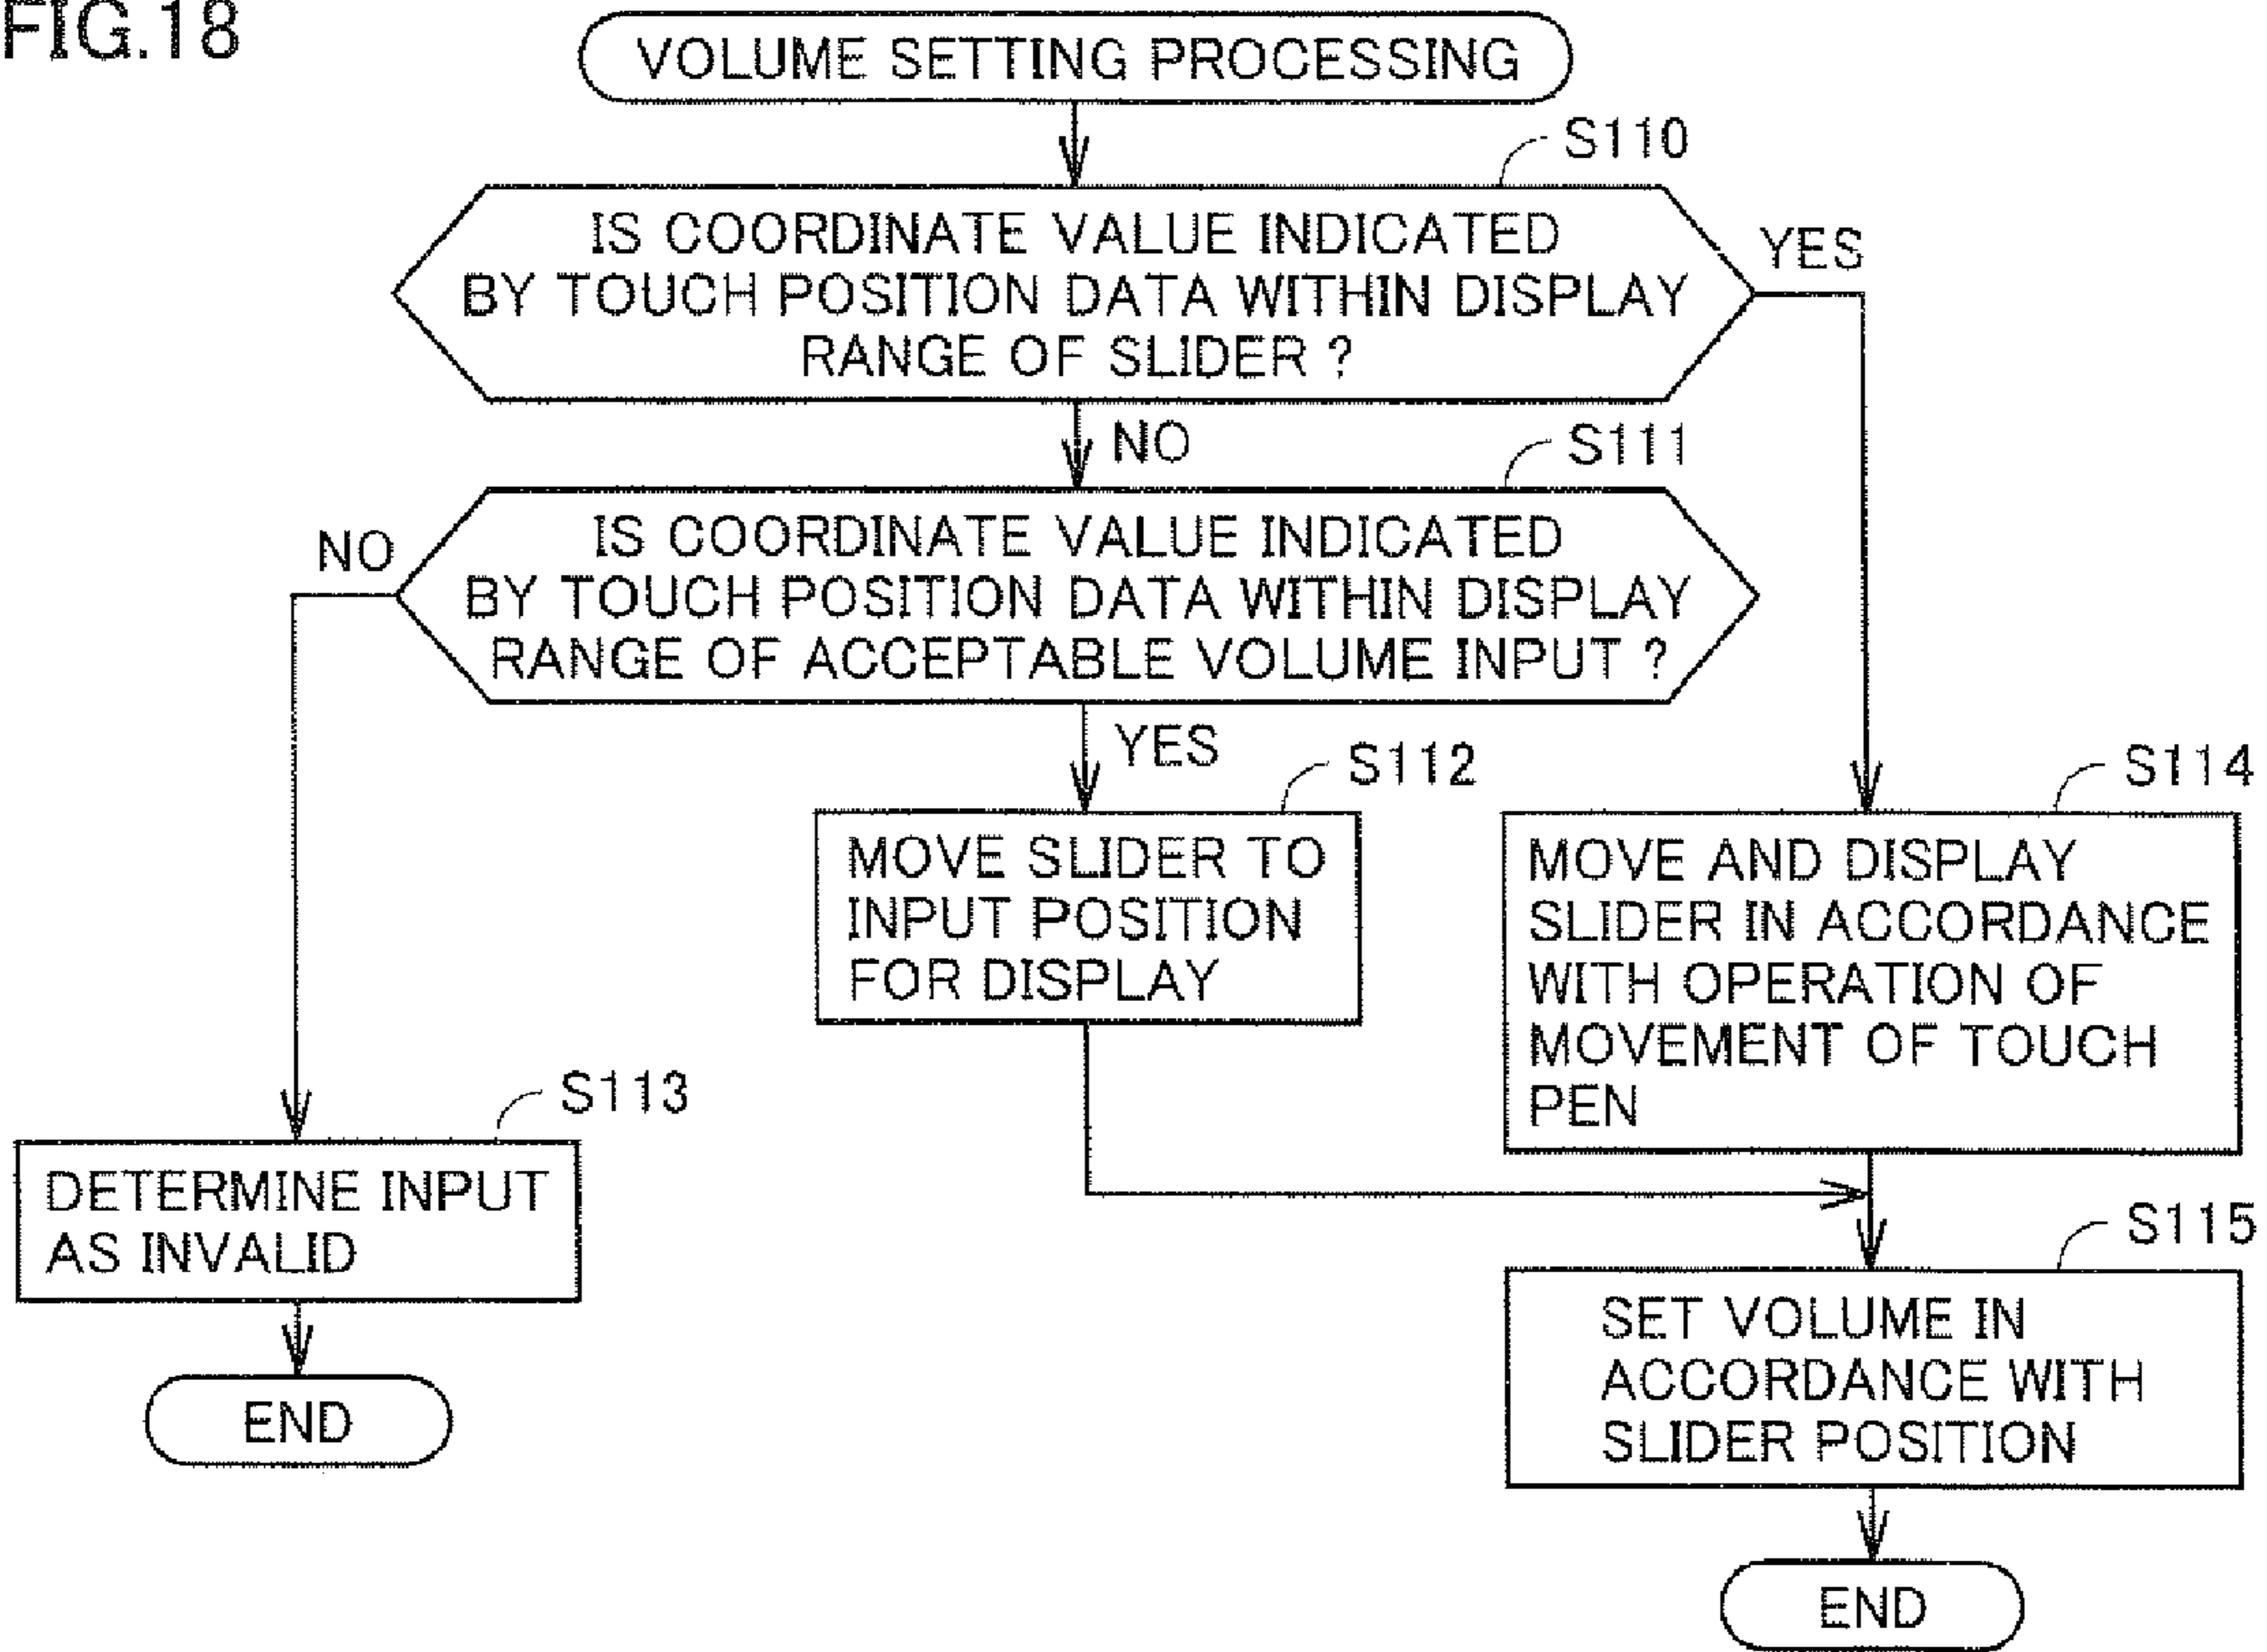 FIG.18
VOLUME SETTING PROCESSING
S110
IS COORDINATE VALUE INDICATED
BY TOUCH POSITION DATA WITHIN DISPLAY
RANGE OF SLIDER ?
YES
NO
S111
IS COORDINATE VALUE INDICATED
BY TOUCH POSITION DATA WITHIN DISPLAY
RANGE OF ACCEPTABLE VOLUME INPUT ?
NO
YES
S112
MOVE SLIDER TO
INPUT POSITION
FOR DISPLAY
S114
MOVE AND DISPLAY
SLIDER IN ACCORDANCE
WITH OPERATION OF
MOVEMENT OF TOUCH
PEN
S113
DETERMINE INPUT
AS INVALID
END
S115
SET VOLUME IN
ACCORDANCE WITH
SLIDER POSITION
END